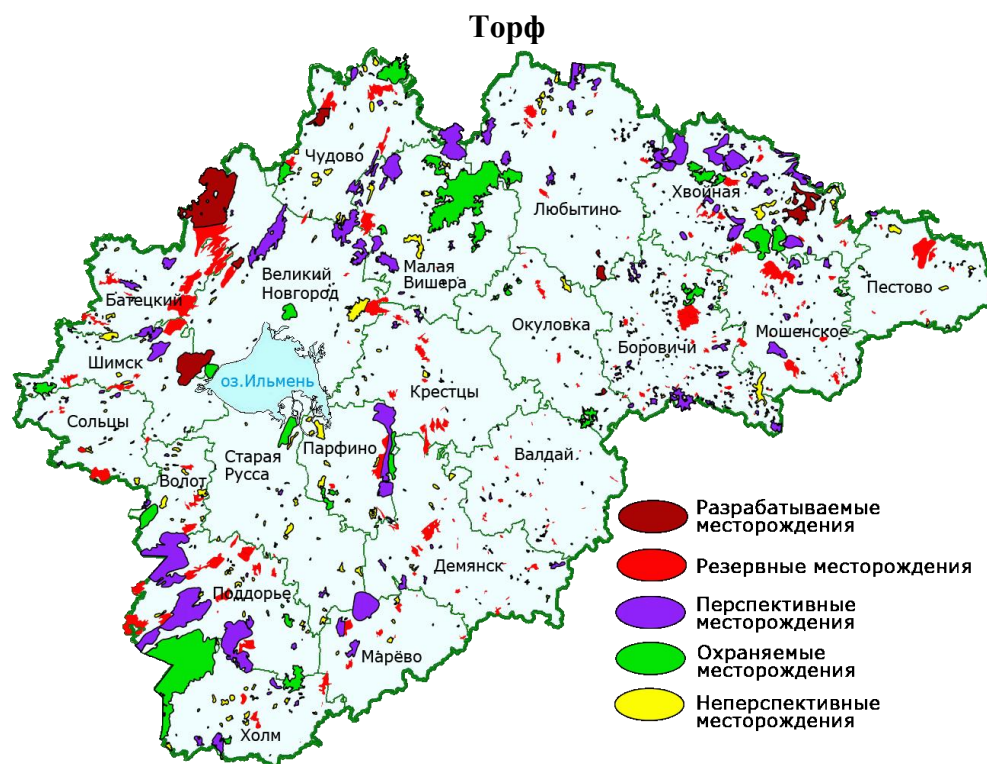 Торф
Чудово
Хвойная
Любытино
Великий
Новгород
Малая
Вишера
Батецкий
Пестово
Окуловка
Мошенское
Шимск
Боровичи
оз.Ильмень
Крестцы
Сольцы
Старая
Русса
Парфино
Валдай
Волот
Демянск
Поддорье
Марёво
Холм
Разрабатываемые
месторождения
Резервные месторождения
Перспективные
месторождения
Охраняемые
месторождения
Неперспективные
месторождения